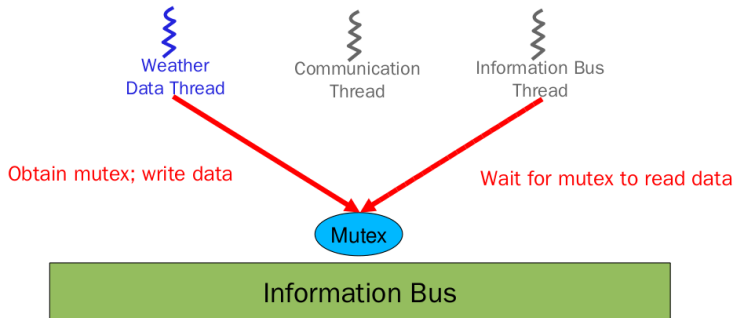 Weather
Data Thread
Communication
Thread
Information Bus
Thread
Obtain mutex; write data
Wait for mutex to read data
Mutex
Information Bus